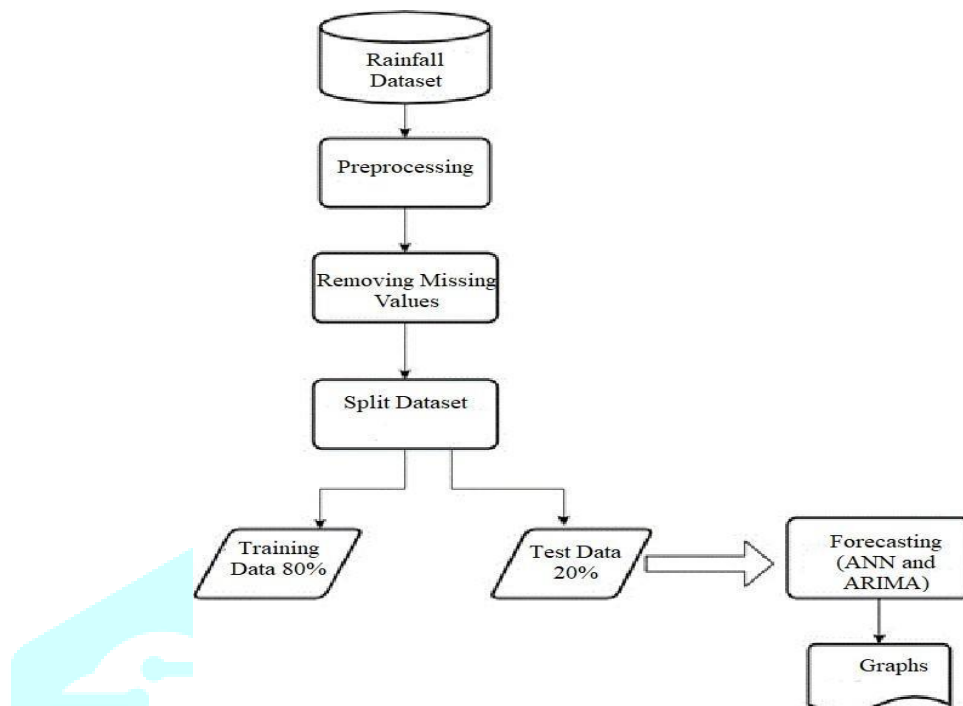 Rainfall
Dataset
Preprocessing
Removing Missing
Values
Split Dataset
Training
Data 80%
Test Data
20%
Forecasting
(ANN and
ARIMA)
Graphs